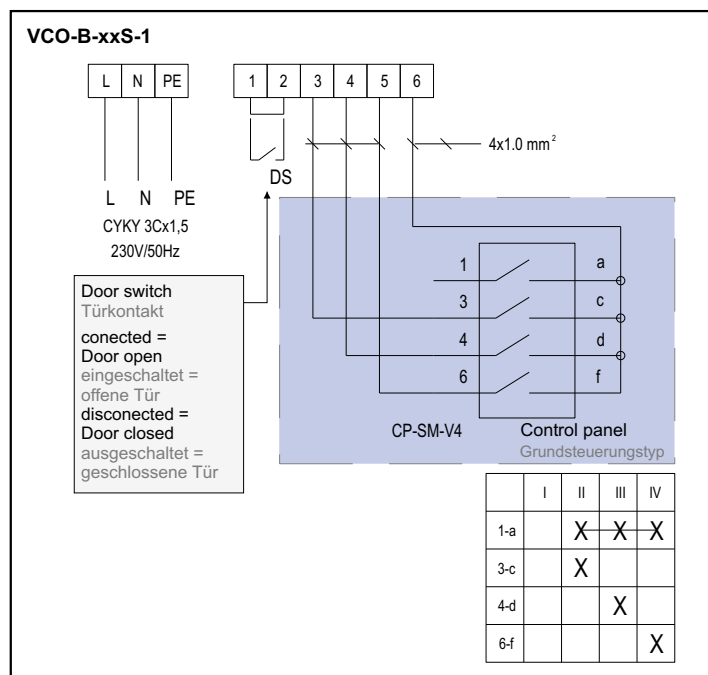 VCO-B-xxS-1
L N PE
1 2 3 4 5 6
4x1.0 mm²
DS
L N PE
CYKY 3Cx1,5
230V/50Hz
Door switch
Türkontakt
conected =
Door open
eingeschaltet =
offene Tür
disconected =
Door closed
ausgeschaltet =
geschlossene Tür
1 a
3 c
4 d
6 f
CP-SM-V4 Control panel
Grundsteuerungstyp
I II III IV
1-a X X X
3-c X
4-d X
6-f X